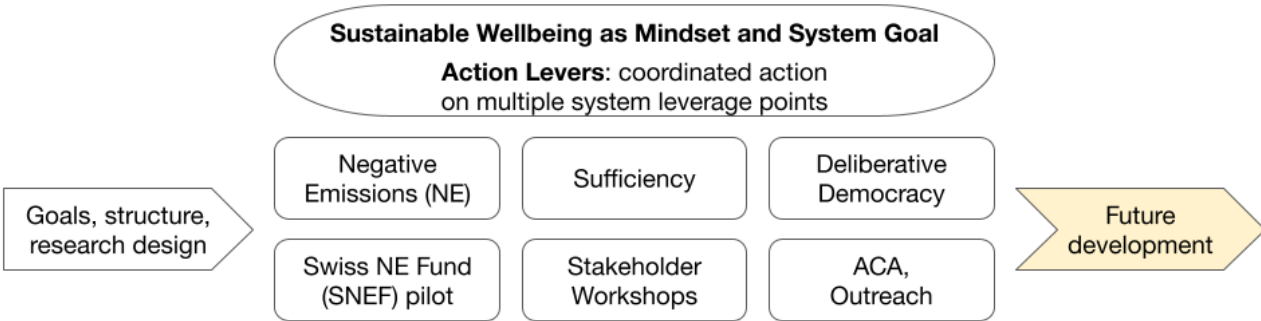 Sustainable Wellbeing as Mindset and System Goal
Action Levers: coordinated action
on multiple system leverage points
Goals, structure,
research design
Negative
Emissions (NE)
Sufficiency
Deliberative
Democracy
Swiss NE Fund
(SNEF) pilot
Stakeholder
Workshops
ACA,
Outreach
Future
development